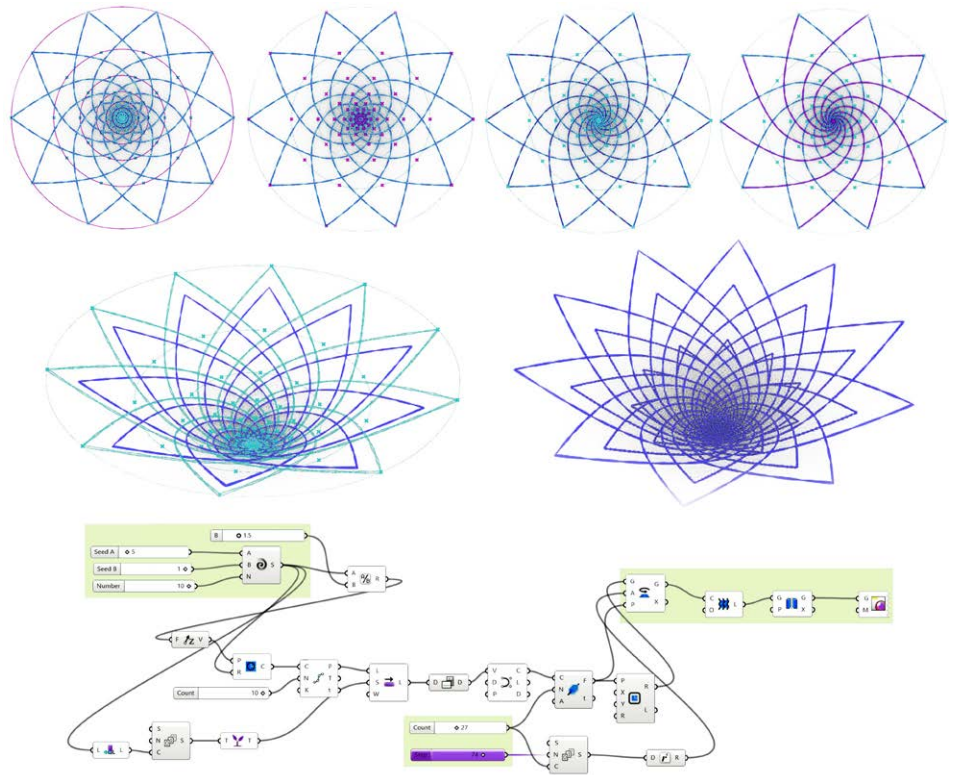 B 1.5
Seed A 5
A
B S
N
Seed B 1
Number 10
A
B R
F V
P C
R
C F
N T
K t
Count 10
L
S L
W
D D
V C
D L
P D
C F
N
A t
P R
X
Y
R L
G G
A
P X
C L
O
G G
P X
G
M
L L
S
N S
C
T T
Count 27
S
N S
C
D R